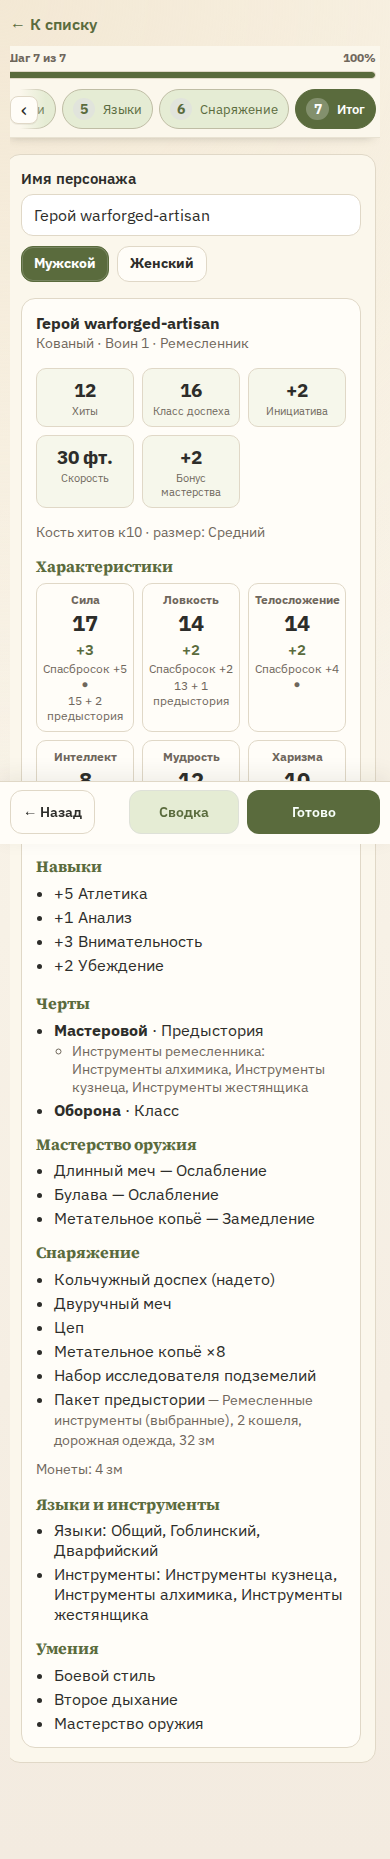 ← К списку
Шаг 7 из 7
100%
и
5 Языки
6 Снаряжение
7 Итог
Имя персонажа
Герой warforged-artisan
Мужской
Женский
Герой warforged-artisan
Кованый · Воин 1 · Ремесленник
12
Хиты
16
Класс доспеха
+2
Инициатива
30 фт.
Скорость
+2
Бонус
мастерства
Кость хитов к10 · размер: Средний
Характеристики
Сила
17
+3
Спасбросок +5
●
15 + 2
предыстория
Ловкость
14
+2
Спасбросок +2
13 + 1
предыстория
Телосложение
14
+2
Спасбросок +4
●
Интеллект
8
Мудрость
12
Харизма
10
← Назад
Сводка
Готово
Навыки
• +5 Атлетика
• +1 Анализ
• +3 Внимательность
• +2 Убеждение
Черты
• Мастеровой · Предыстория
◦ Инструменты ремесленника:
Инструменты алхимика, Инструменты
кузнеца, Инструменты жестянщика
• Оборона · Класс
Мастерство оружия
• Длинный меч — Ослабление
• Булава — Ослабление
• Метательное копьё — Замедление
Снаряжение
• Кольчужный доспех (надето)
• Двуручный меч
• Цеп
• Метательное копьё ×8
• Набор исследователя подземелий
• Пакет предыстории — Ремесленные
инструменты (выбранные), 2 кошеля,
дорожная одежда, 32 зм
Монеты: 4 зм
Языки и инструменты
• Языки: Общий, Гоблинский,
Дварфийский
• Инструменты: Инструменты кузнеца,
Инструменты алхимика, Инструменты
жестянщика
Умения
• Боевой стиль
• Второе дыхание
• Мастерство оружия